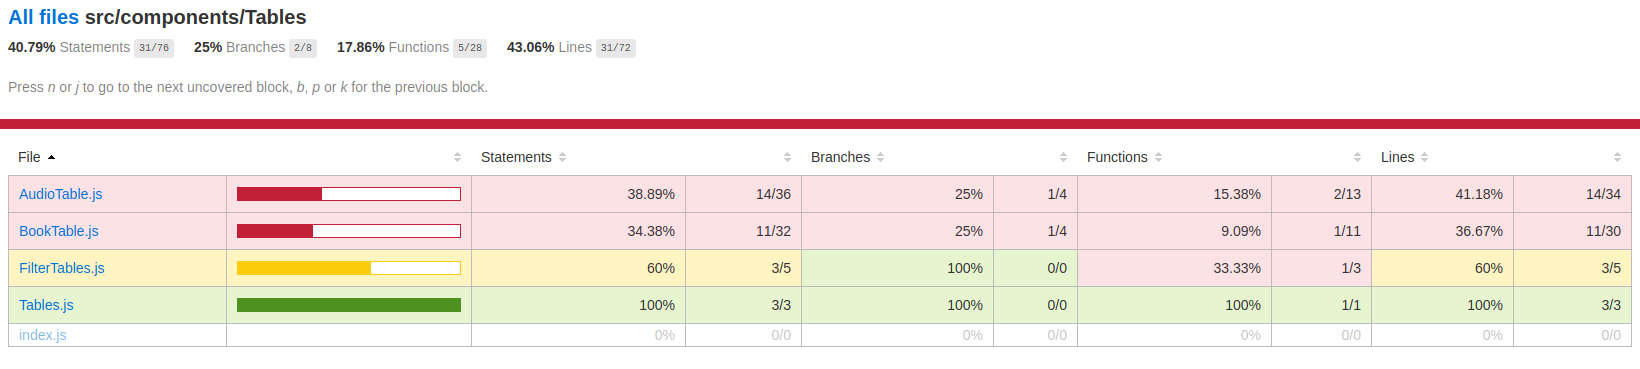 All files src/components/Tables
40.79% Statements 31/76 25% Branches 2/8 17.86% Functions 5/28 43.06% Lines 31/72
Press n or j to go to the next uncovered block, b, p or k for the previous block.
File Statements Branches Functions Lines
AudioTable.js 38.89% 14/36 25% 1/4 15.38% 2/13 41.18% 14/34
BookTable.js 34.38% 11/32 25% 1/4 9.09% 1/11 36.67% 11/30
FilterTables.js 60% 3/5 100% 0/0 33.33% 1/3 60% 3/5
Tables.js 100% 3/3 100% 0/0 100% 1/1 100% 3/3
index.js 0% 0/0 0% 0/0 0% 0/0 0% 0/0